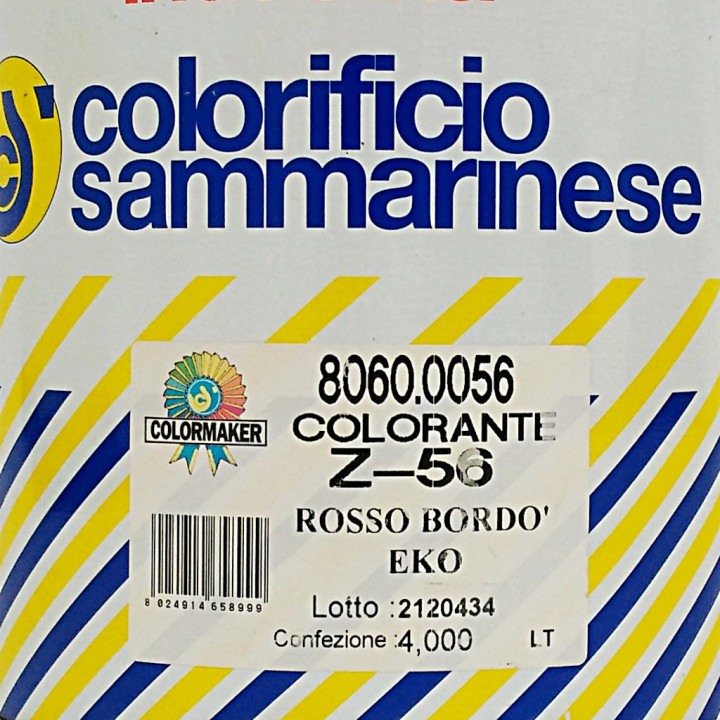 colorificio
sammarinese
8060.0056
COLORMAKER
COLORANTE
Z-56
ROSSO BORDO'
EKO
8 024914 658999
Lotto :2120434
Confezione :4,000 LT